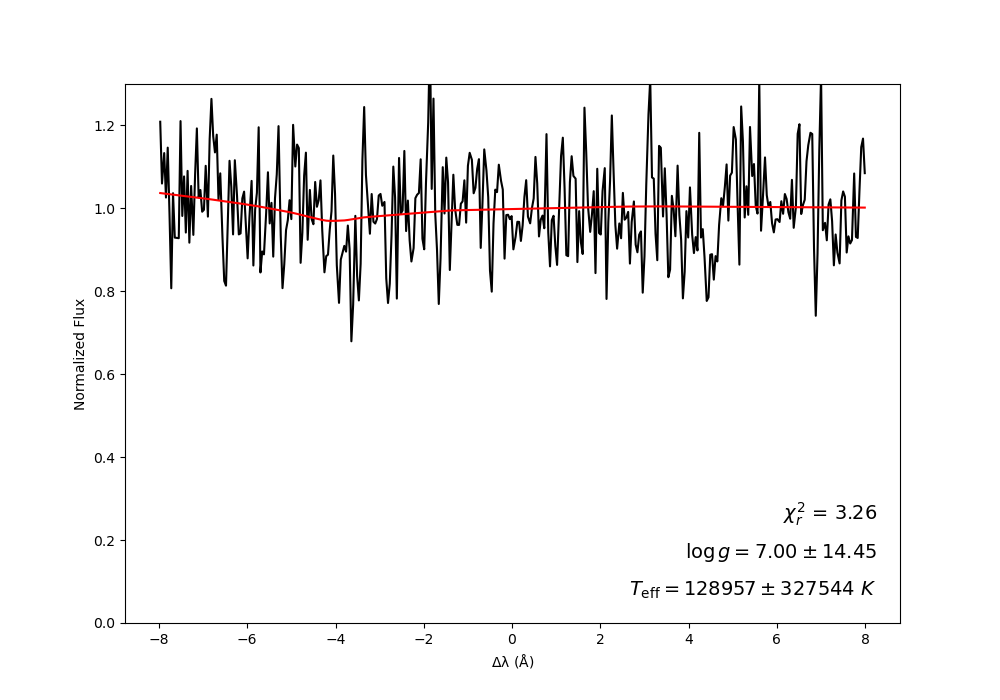 Normalized Flux
1.2
1.0
0.8
0.6
0.4
0.2
0.0
χ²ᵣ = 3.26
log g = 7.00 ± 14.45
T_eff = 128957 ± 327544 K
−8 −6 −4 −2 0 2 4 6 8
Δλ (Å)